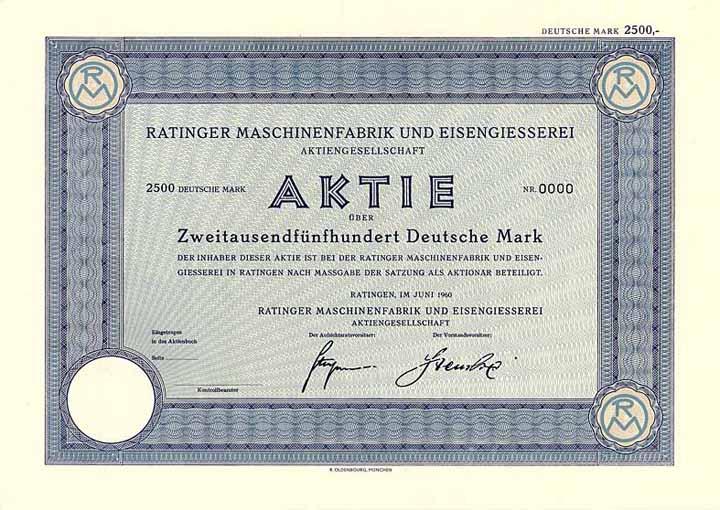 DEUTSCHE MARK 2500,-
RM RM
RATINGER MASCHINENFABRIK UND EISENGIESSEREI
AKTIENGESELLSCHAFT
2500 DEUTSCHE MARK AKTIE NR. 0000
ÜBER
Zweitausendfünfhundert Deutsche Mark
DER INHABER DIESER AKTIE IST BEI DER RATINGER MASCHINENFABRIK UND EISEN-
GIESSEREI IN RATINGEN NACH MASSGABE DER SATZUNG ALS AKTIONÄR BETEILIGT.
RATINGEN, IM JUNI 1960
RATINGER MASCHINENFABRIK UND EISENGIESSEREI
AKTIENGESELLSCHAFT
Eingetragen
in das Aktienbuch
Der Aufsichtsratsvorsitzer: Der Vorstandsvorsitzer:
Seite
Kontrollbeamter
RM
R. OLDENBOURG, MÜNCHEN